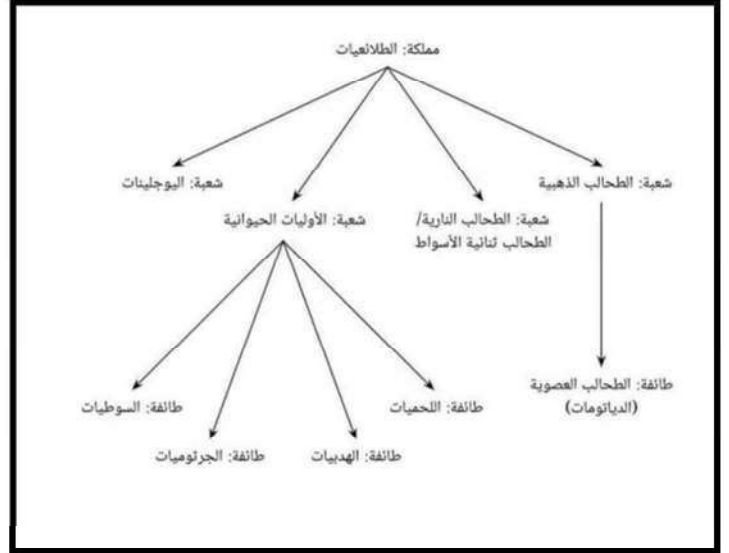 مملكة: الطلائعيات
شعبة: الطحالب الذهبية
شعبة: اليوجلينات
شعبة: الطحالب النارية/
الطحالب ثنائية الأسواط
شعبة: الأوليات الحيوانية
طائفة: الطحالب العصوية
(الدياتومات)
طائفة: اللحميات
طائفة: السوطيات
طائفة: الهدبيات
طائفة: الجرثوميات